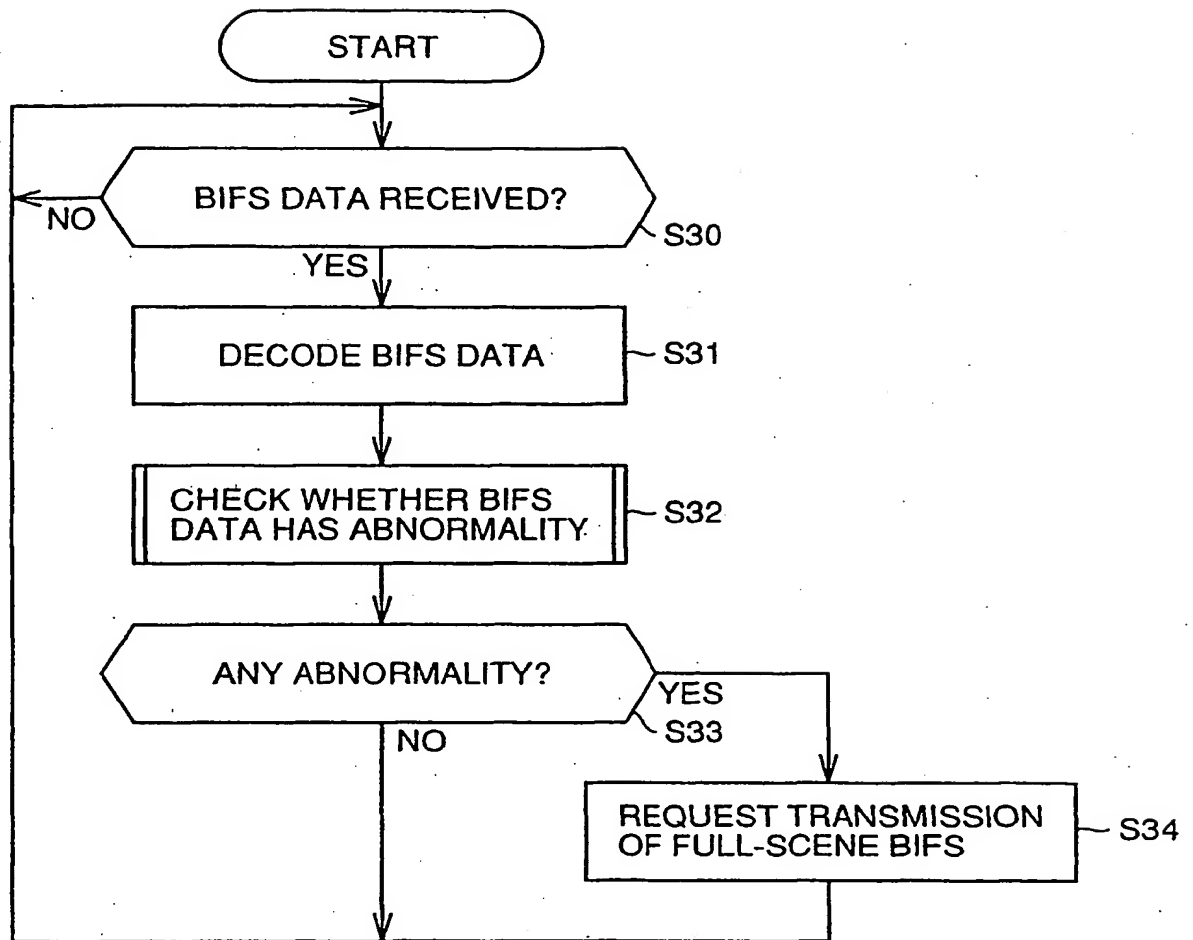 START
BIFS DATA RECEIVED?
NO
S30
YES
DECODE BIFS DATA
S31
CHECK WHETHER BIFS
DATA HAS ABNORMALITY
S32
ANY ABNORMALITY?
YES
S33
NO
REQUEST TRANSMISSION
OF FULL-SCENE BIFS
S34